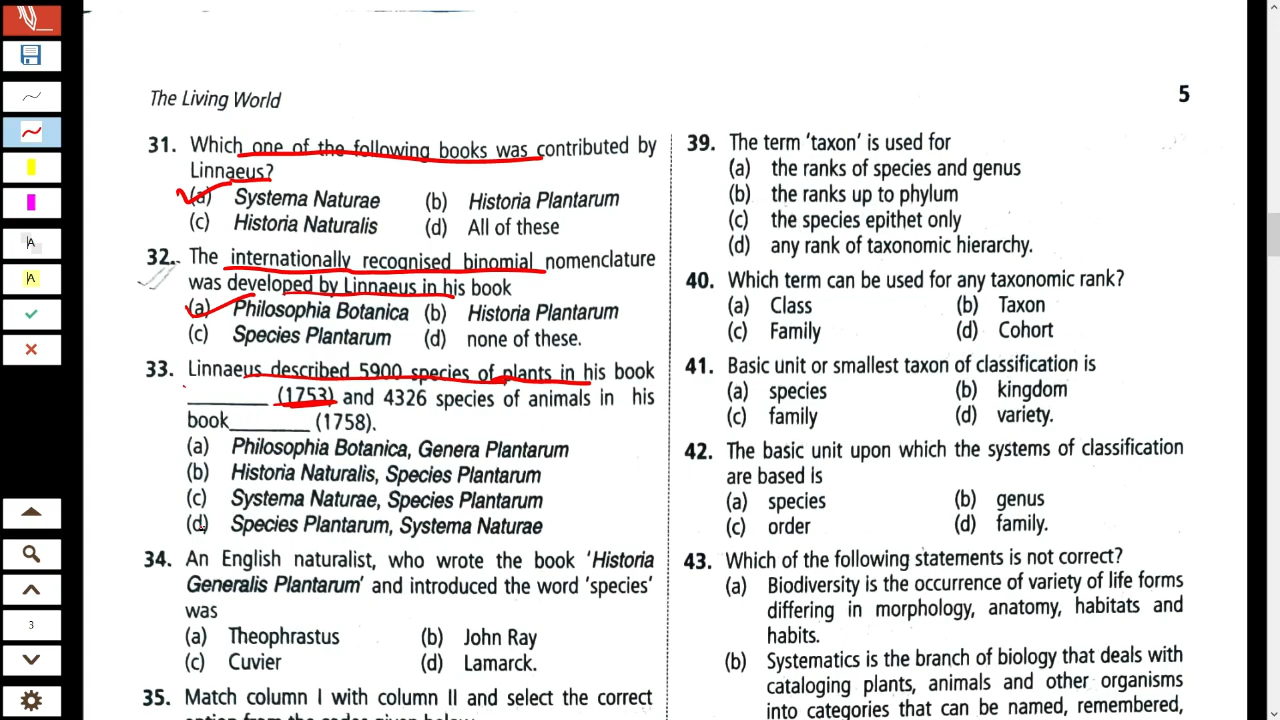 The Living World
5
31. Which one of the following books was contributed by
Linnaeus?
(a) Systema Naturae (b) Historia Plantarum
(c) Historia Naturalis (d) All of these
32. The internationally recognised binomial nomenclature
was developed by Linnaeus in his book
(a) Philosophia Botanica (b) Historia Plantarum
(c) Species Plantarum (d) none of these.
33. Linnaeus described 5900 species of plants in his book
________ (1753) and 4326 species of animals in his
book________ (1758).
(a) Philosophia Botanica, Genera Plantarum
(b) Historia Naturalis, Species Plantarum
(c) Systema Naturae, Species Plantarum
(d) Species Plantarum, Systema Naturae
34. An English naturalist, who wrote the book 'Historia
Generalis Plantarum' and introduced the word 'species'
was
(a) Theophrastus (b) John Ray
(c) Cuvier (d) Lamarck.
35. Match column I with column II and select the correct
option from the codes given below
39. The term 'taxon' is used for
(a) the ranks of species and genus
(b) the ranks up to phylum
(c) the species epithet only
(d) any rank of taxonomic hierarchy.
40. Which term can be used for any taxonomic rank?
(a) Class (b) Taxon
(c) Family (d) Cohort
41. Basic unit or smallest taxon of classification is
(a) species (b) kingdom
(c) family (d) variety.
42. The basic unit upon which the systems of classification
are based is
(a) species (b) genus
(c) order (d) family.
43. Which of the following statements is not correct?
(a) Biodiversity is the occurrence of variety of life forms
differing in morphology, anatomy, habitats and
habits.
(b) Systematics is the branch of biology that deals with
cataloging plants, animals and other organisms
into categories that can be named, remembered,
A
A
3